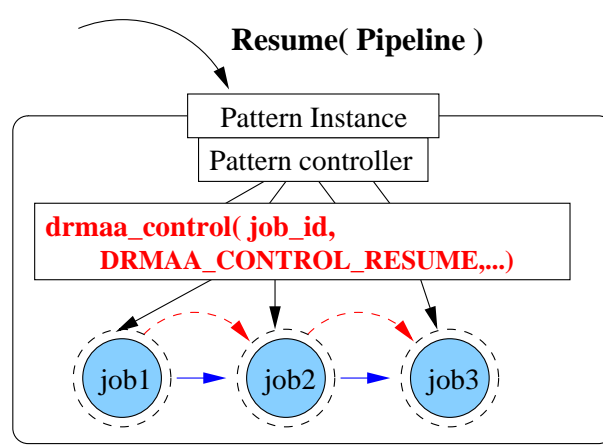 Resume( Pipeline )
Pattern Instance
Pattern controller
drmaa_control( job_id,
DRMAA_CONTROL_RESUME,...)
job1 job2 job3